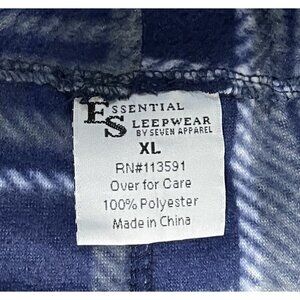 ESSENTIAL
SLEEPWEAR
BY SEVEN APPAREL
XL
RN#113591
Over for Care
100% Polyester
Made in China